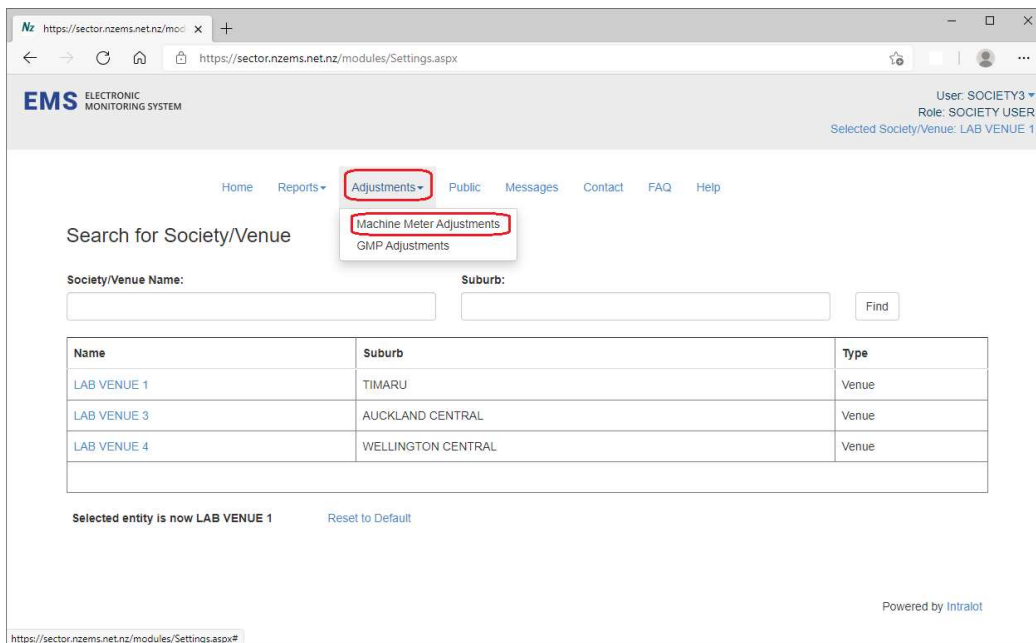 Nz https://sector.nzems.net.nz/mod
https://sector.nzems.net.nz/modules/Settings.aspx
EMS ELECTRONIC
MONITORING SYSTEM
User: SOCIETY3
Role: SOCIETY USER
Selected Society/Venue: LAB VENUE 1
Home Reports Adjustments Public Messages Contact FAQ Help
Machine Meter Adjustments
GMP Adjustments
Search for Society/Venue
Society/Venue Name: Suburb:
Find
Name Suburb Type
LAB VENUE 1 TIMARU Venue
LAB VENUE 3 AUCKLAND CENTRAL Venue
LAB VENUE 4 WELLINGTON CENTRAL Venue
Selected entity is now LAB VENUE 1 Reset to Default
Powered by Intralot
https://sector.nzems.net.nz/modules/Settings.aspx#